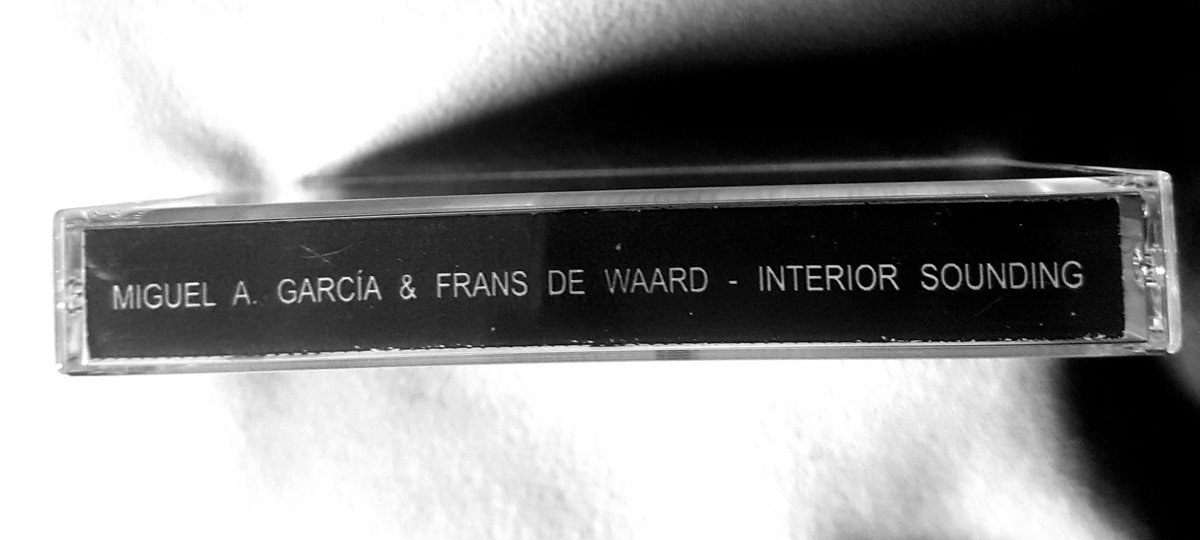 MIGUEL A. GARCÍA & FRANS DE WAARD - INTERIOR SOUNDING